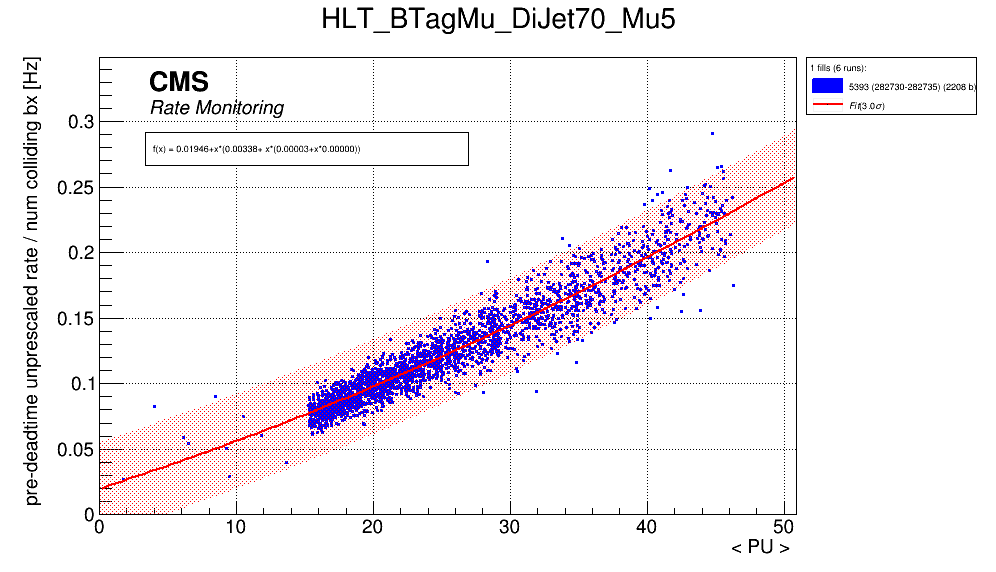 HLT_BTagMu_DiJet70_Mu5
pre-deadtime unprescaled rate / num colliding bx [Hz]
CMS
Rate Monitoring
f(x) = 0.01946+x*(0.00338+ x*(0.00003+x*0.00000))
0.3
0.25
0.2
0.15
0.1
0.05
0
0 10 20 30 40 50
< PU >
1 fills (6 runs):
5393 (282730-282735) (2208 b)
Fit(3.0σ)